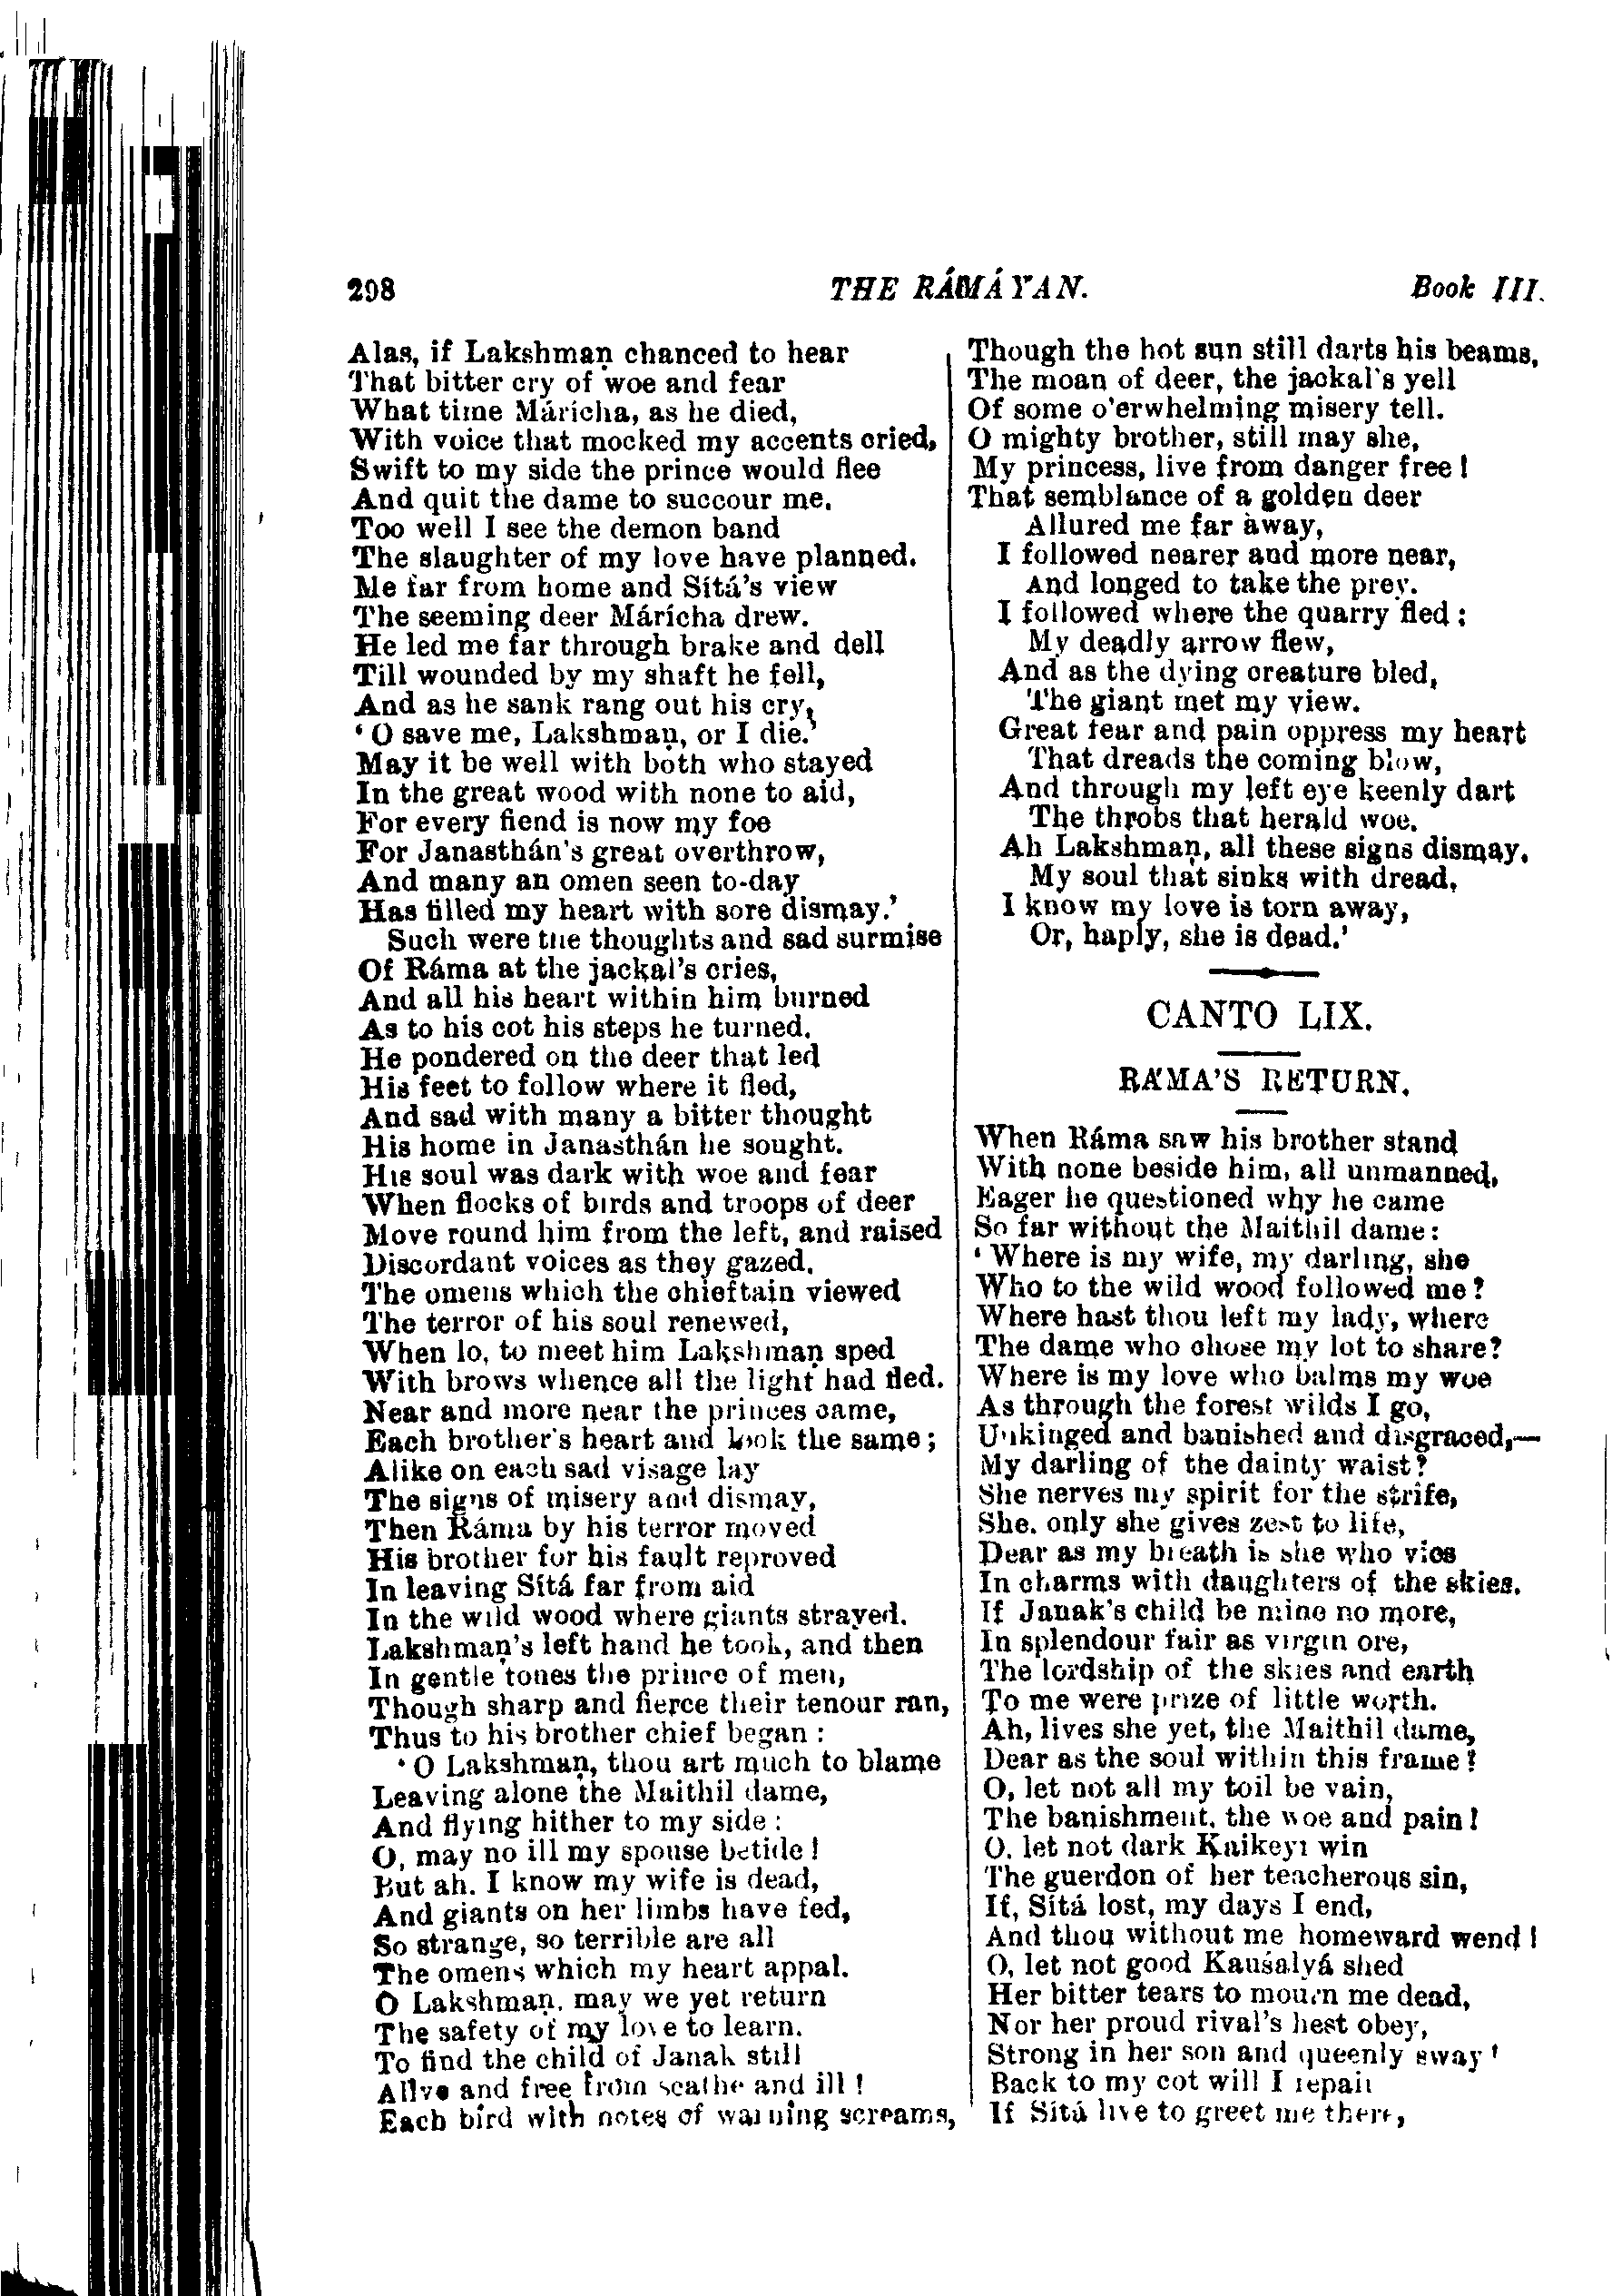 298
THE RÁMÁYAN.
Book III.
Alas, if Lakshmaṇ chanced to hear
That bitter cry of woe and fear
What time Márícha, as he died,
With voice that mocked my accents cried,
Swift to my side the prince would flee
And quit the dame to succour me.
Too well I see the demon band
The slaughter of my love have planned.
Me far from home and Sítá's view
The seeming deer Márícha drew.
He led me far through brake and dell
Till wounded by my shaft he fell,
And as he sank rang out his cry,
‘O save me, Lakshmaṇ, or I die.’
May it be well with both who stayed
In the great wood with none to aid,
For every fiend is now my foe
For Janasthán's great overthrow,
And many an omen seen to-day
Has filled my heart with sore dismay.’
Such were the thoughts and sad surmise
Of Ráma at the jackal's cries,
And all his heart within him burned
As to his cot his steps he turned.
He pondered on the deer that led
His feet to follow where it fled,
And sad with many a bitter thought
His home in Janasthán he sought.
His soul was dark with woe and fear
When flocks of birds and troops of deer
Move round him from the left, and raised
Discordant voices as they gazed.
The omens which the chieftain viewed
The terror of his soul renewed,
When lo, to meet him Lakshmaṇ sped
With brows whence all the light had fled.
Near and more near the princes came,
Each brother's heart and look the same;
Alike on each sad visage lay
The signs of misery and dismay,
Then Ráma by his terror moved
His brother for his fault reproved
In leaving Sítá far from aid
In the wild wood where giants strayed.
Lakshmaṇ's left hand he took, and then
In gentle tones the prince of men,
Though sharp and fierce their tenour ran,
Thus to his brother chief began:
‘O Lakshmaṇ, thou art much to blame
Leaving alone the Maithil dame,
And flying hither to my side:
O, may no ill my spouse betide!
But ah. I know my wife is dead,
And giants on her limbs have fed,
So strange, so terrible are all
The omens which my heart appal.
O Lakshmaṇ, may we yet return
The safety of my love to learn.
To find the child of Janak still
Alive and free from scathe and ill!
Each bird with notes of warning screams,
Though the hot sun still darts his beams,
The moan of deer, the jackal's yell
Of some o'erwhelming misery tell.
O mighty brother, still may she,
My princess, live from danger free!
That semblance of a golden deer
Allured me far away,
I followed nearer and more near,
And longed to take the prey.
I followed where the quarry fled;
My deadly arrow flew,
And as the dying creature bled,
The giant met my view.
Great fear and pain oppress my heart
That dreads the coming blow,
And through my left eye keenly dart
The throbs that herald woe.
Ah Lakshmaṇ, all these signs dismay,
My soul that sinks with dread,
I know my love is torn away,
Or, haply, she is dead.’
CANTO LIX.
RÁMA'S RETURN.
When Ráma saw his brother stand
With none beside him, all unmanned,
Eager he questioned why he came
So far without the Maithil dame:
‘Where is my wife, my darling, she
Who to the wild wood followed me?
Where hast thou left my lady, where
The dame who chose my lot to share?
Where is my love who balms my woe
As through the forest wilds I go,
Unkinged and banished and disgraced,—
My darling of the dainty waist?
She nerves my spirit for the strife,
She, only she gives zest to life,
Dear as my breath is she who vies
In charms with daughters of the skies.
If Janak's child be mine no more,
In splendour fair as virgin ore,
The lordship of the skies and earth
To me were prize of little worth.
Ah, lives she yet, the Maithil dame,
Dear as the soul within this frame?
O, let not all my toil be vain,
The banishment, the woe and pain!
O, let not dark Kaikeyí win
The guerdon of her teacherous sin,
If, Sítá lost, my days I end,
And thou without me homeward wend!
O, let not good Kauśalyá shed
Her bitter tears to mourn me dead,
Nor her proud rival's hest obey,
Strong in her son and queenly sway!
Back to my cot will I repair
If Sítá live to greet me there,